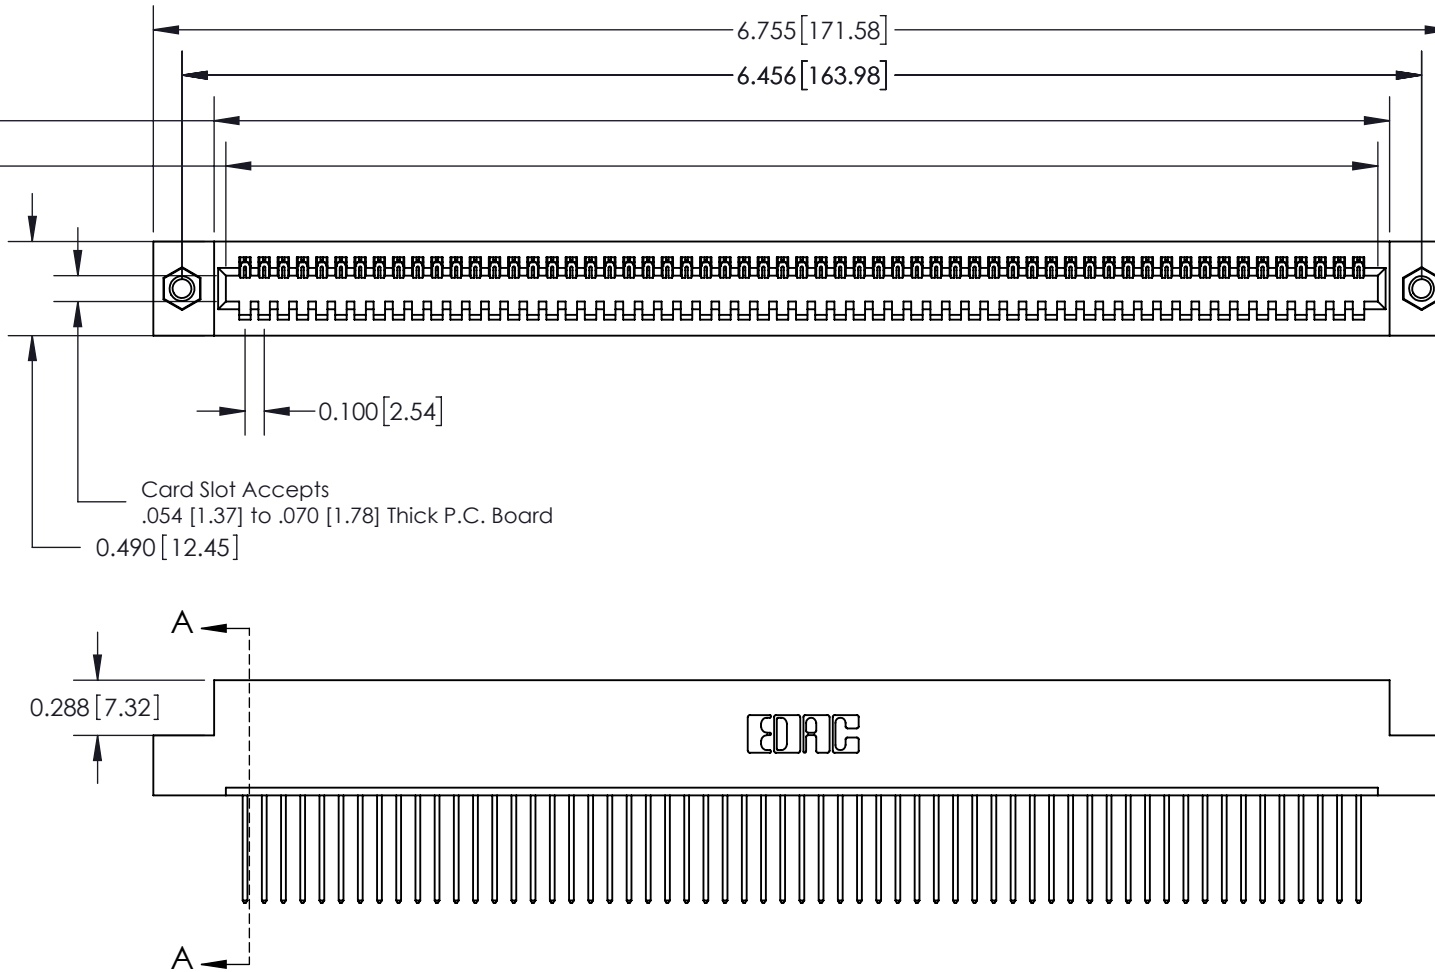 6.755[171.58]
6.456[163.98]
0.100[2.54]
Card Slot Accepts
.054 [1.37] to .070 [1.78] Thick P.C. Board
0.490[12.45]
A
0.288[7.32]
EDAC
A